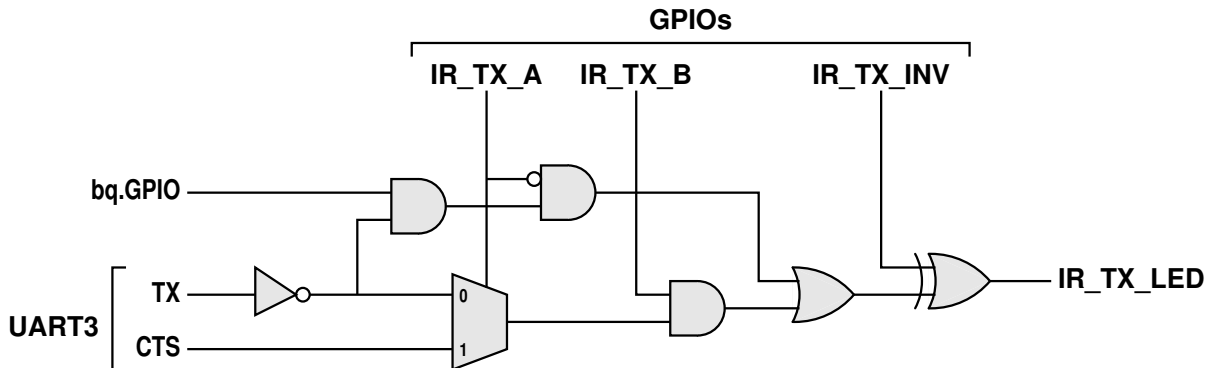 GPIOs
IR_TX_A IR_TX_B IR_TX_INV
bq.GPIO
TX
0
IR_TX_LED
UART3
CTS
1